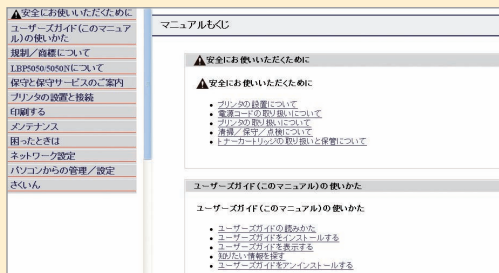 安全にお使いいただくために
ユーザーズガイド(このマニュア
ル)の使いかた
規制／商標について
LBP5050/5050Nについて
保守と保守サービスのご案内
プリンタの設置と接続
印刷する
メンテナンス
困ったときは
ネットワーク設定
パソコンからの管理／設定
さくいん
マニュアルもくじ
安全にお使いいただくために
安全にお使いいただくために
プリンタの設置について
電源コードの取り扱いについて
プリンタの取り扱いについて
清掃／保守／点検について
トナーカートリッジの取り扱いと保管について
ユーザーズガイド(このマニュアル)の使いかた
ユーザーズガイド(このマニュアル)の使いかた
ユーザーズガイドの読みかた
ユーザーズガイドをインストールする
ユーザーズガイドを表示する
知りたい情報を探す
ユーザーズガイドをアンインストールする